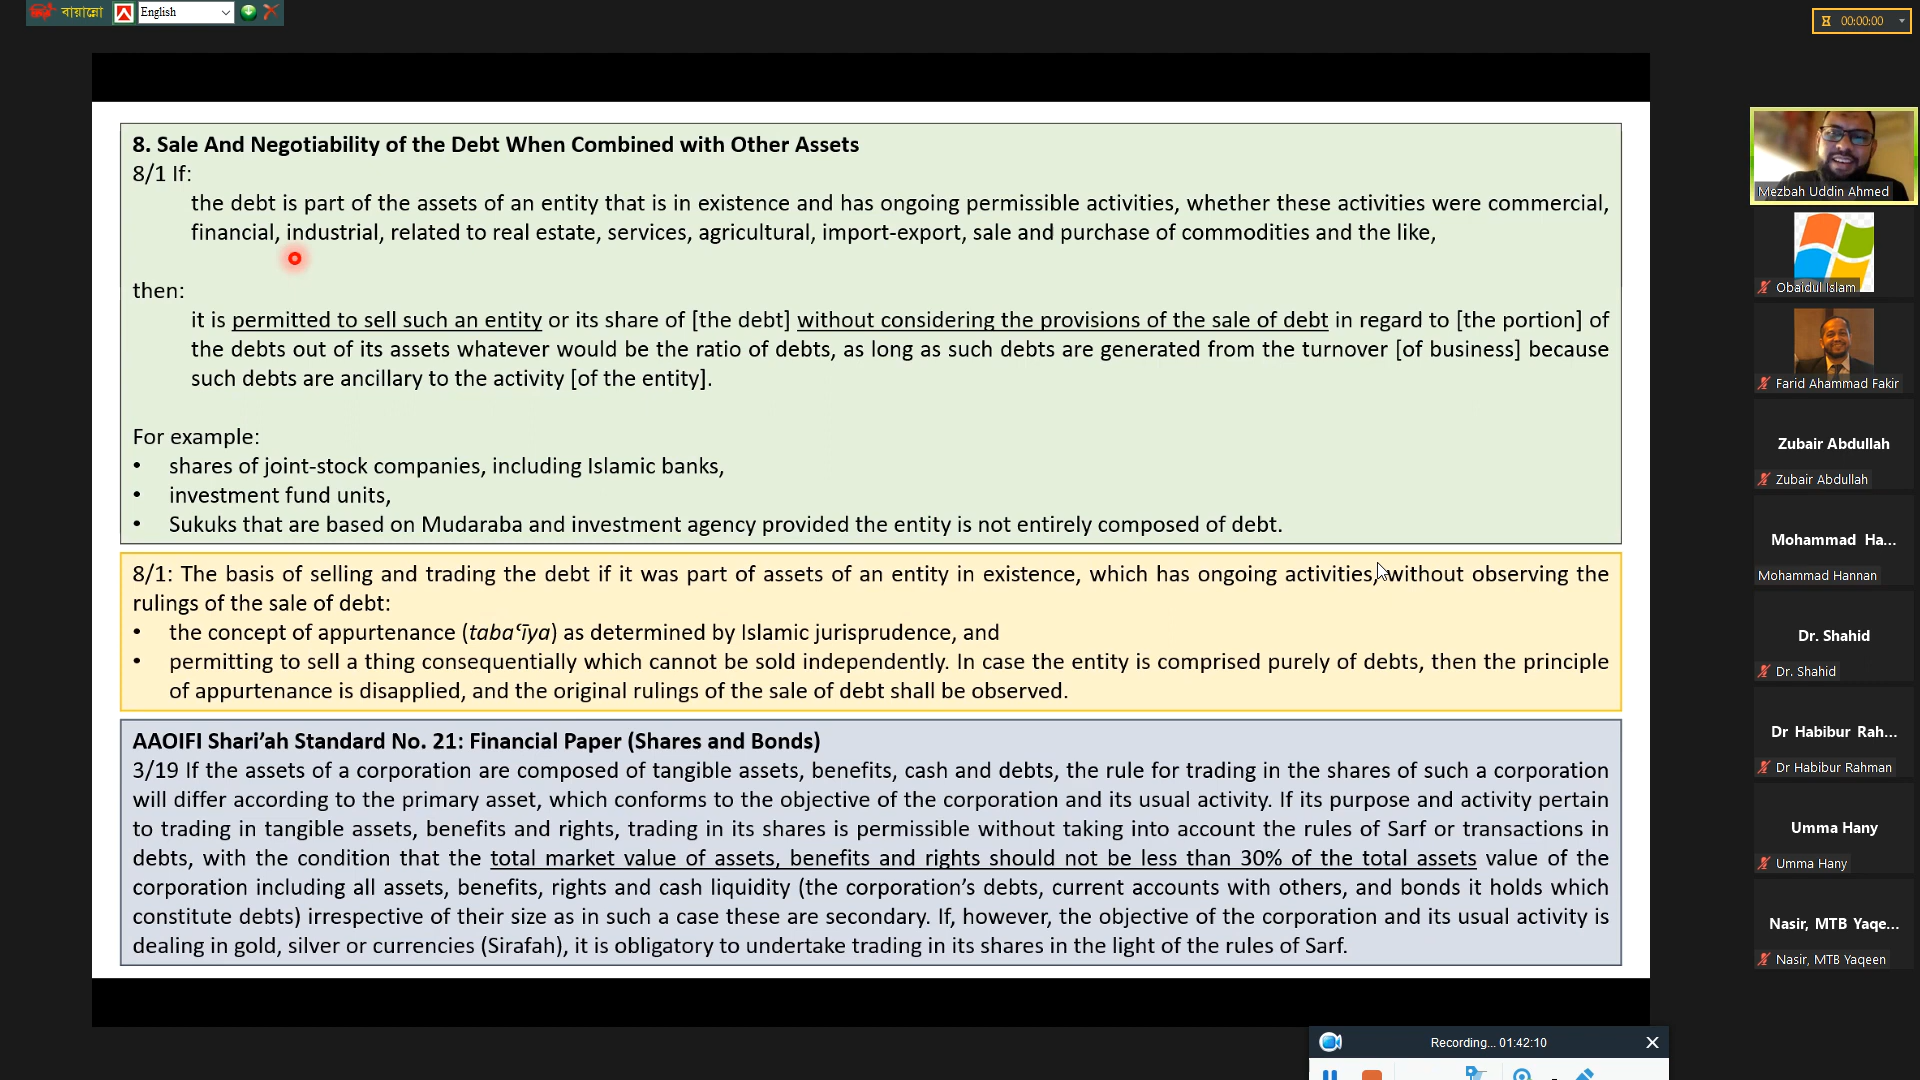 বায়ান্নো
English
00:00:00
8. Sale And Negotiability of the Debt When Combined with Other Assets
8/1 If:
the debt is part of the assets of an entity that is in existence and has ongoing permissible activities, whether these activities were commercial,
financial, industrial, related to real estate, services, agricultural, import-export, sale and purchase of commodities and the like,
then:
it is permitted to sell such an entity or its share of [the debt] without considering the provisions of the sale of debt in regard to [the portion] of
the debts out of its assets whatever would be the ratio of debts, as long as such debts are generated from the turnover [of business] because
such debts are ancillary to the activity [of the entity].
For example:
• shares of joint-stock companies, including Islamic banks,
• investment fund units,
• Sukuks that are based on Mudaraba and investment agency provided the entity is not entirely composed of debt.
8/1: The basis of selling and trading the debt if it was part of assets of an entity in existence, which has ongoing activities, without observing the
rulings of the sale of debt:
• the concept of appurtenance (tabaʿīya) as determined by Islamic jurisprudence, and
• permitting to sell a thing consequentially which cannot be sold independently. In case the entity is comprised purely of debts, then the principle
of appurtenance is disapplied, and the original rulings of the sale of debt shall be observed.
AAOIFI Shari’ah Standard No. 21: Financial Paper (Shares and Bonds)
3/19 If the assets of a corporation are composed of tangible assets, benefits, cash and debts, the rule for trading in the shares of such a corporation
will differ according to the primary asset, which conforms to the objective of the corporation and its usual activity. If its purpose and activity pertain
to trading in tangible assets, benefits and rights, trading in its shares is permissible without taking into account the rules of Sarf or transactions in
debts, with the condition that the total market value of assets, benefits and rights should not be less than 30% of the total assets value of the
corporation including all assets, benefits, rights and cash liquidity (the corporation’s debts, current accounts with others, and bonds it holds which
constitute debts) irrespective of their size as in such a case these are secondary. If, however, the objective of the corporation and its usual activity is
dealing in gold, silver or currencies (Sirafah), it is obligatory to undertake trading in its shares in the light of the rules of Sarf.
Mezbah Uddin Ahmed
Obaidul Islam
Farid Ahammad Fakir
Zubair Abdullah
Zubair Abdullah
Mohammad Ha...
Mohammad Hannan
Dr. Shahid
Dr. Shahid
Dr Habibur Rah...
Dr Habibur Rahman
Umma Hany
Umma Hany
Nasir, MTB Yaqe...
Nasir, MTB Yaqeen
Recording... 01:42:10